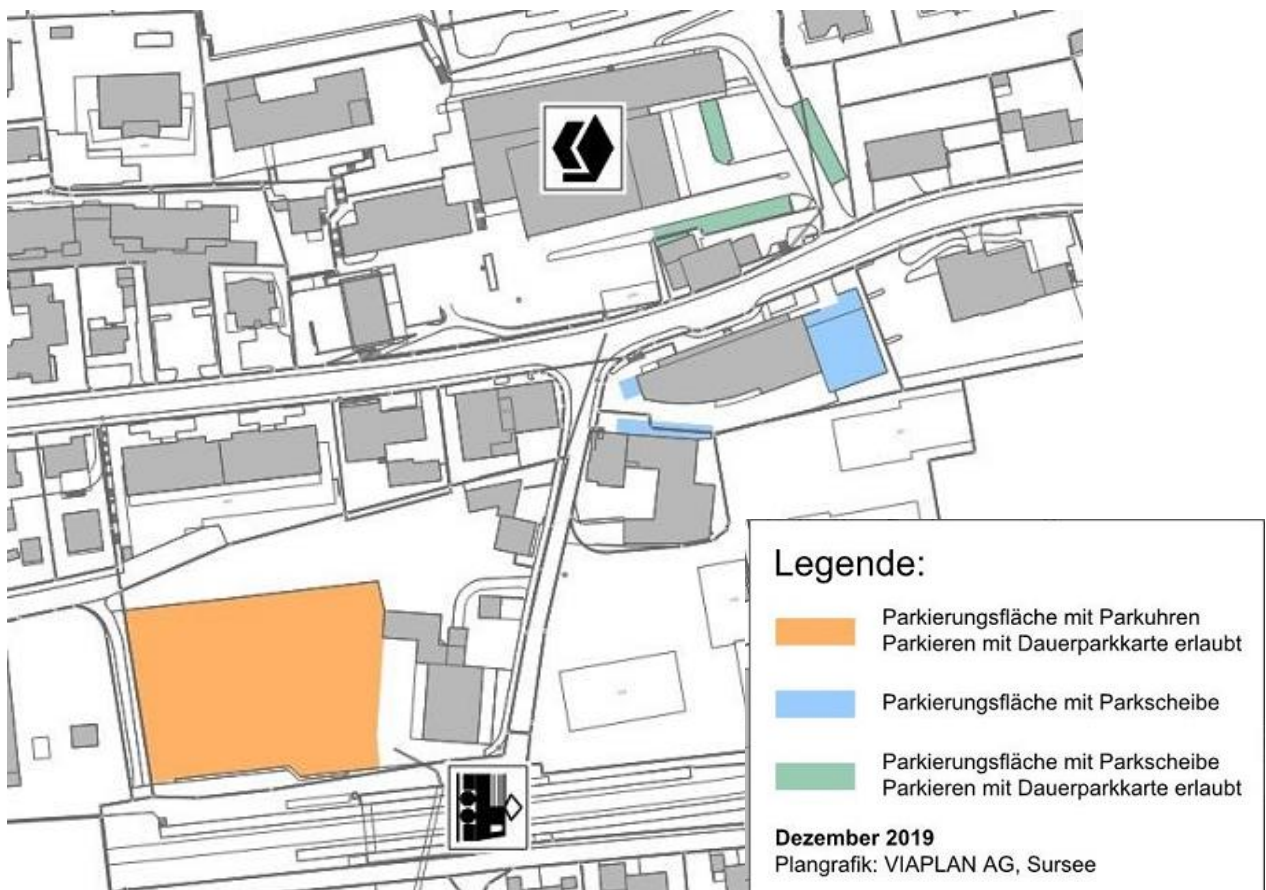 Legende:
Parkierungsfläche mit Parkuhren
Parkieren mit Dauerparkkarte erlaubt
Parkierungsfläche mit Parkscheibe
Parkierungsfläche mit Parkscheibe
Parkieren mit Dauerparkkarte erlaubt
Dezember 2019
Plangrafik: VIAPLAN AG, Sursee